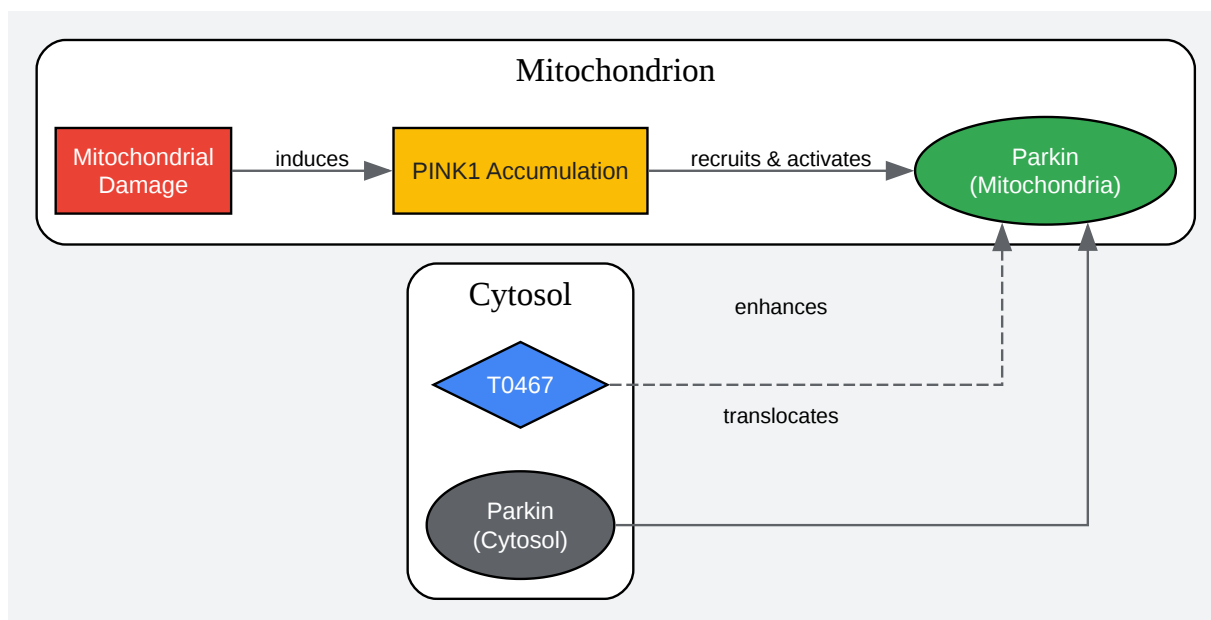 Mitochondrion
Mitochondrial
Damage
induces
PINK1 Accumulation
recruits & activates
Parkin
(Mitochondria)
Cytosol
enhances
T0467
translocates
Parkin
(Cytosol)